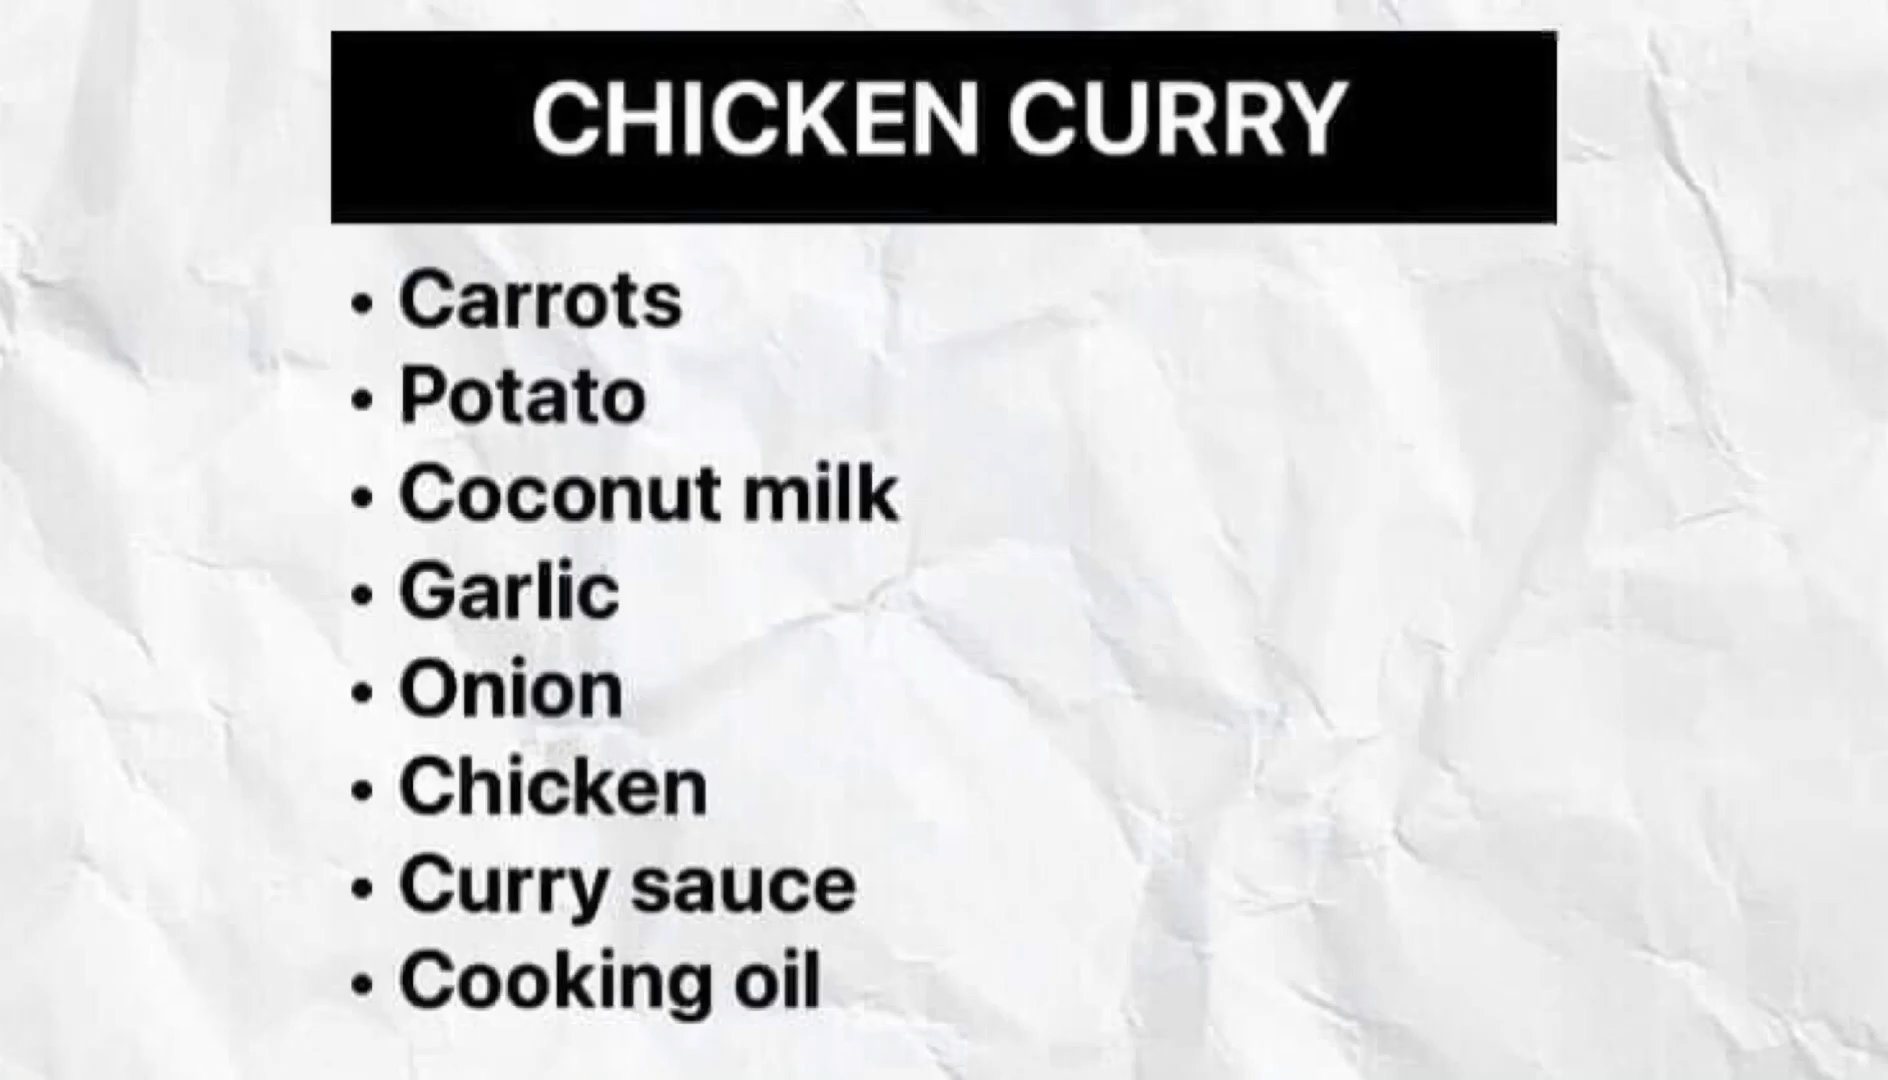 CHICKEN CURRY
• Carrots
• Potato
• Coconut milk
• Garlic
• Onion
• Chicken
• Curry sauce
• Cooking oil